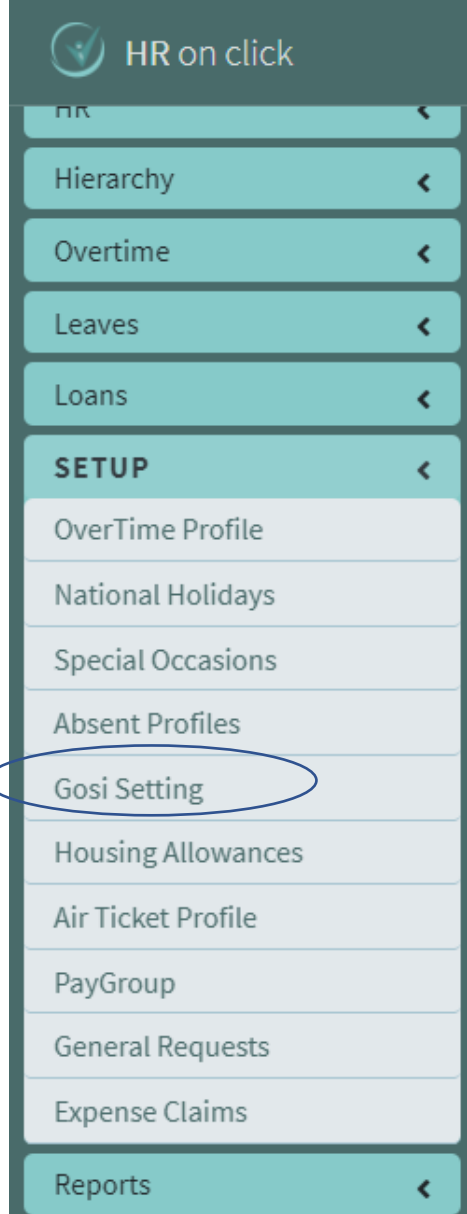 HR on click
HR
Hierarchy
Overtime
Leaves
Loans
SETUP
OverTime Profile
National Holidays
Special Occasions
Absent Profiles
Gosi Setting
Housing Allowances
Air Ticket Profile
PayGroup
General Requests
Expense Claims
Reports